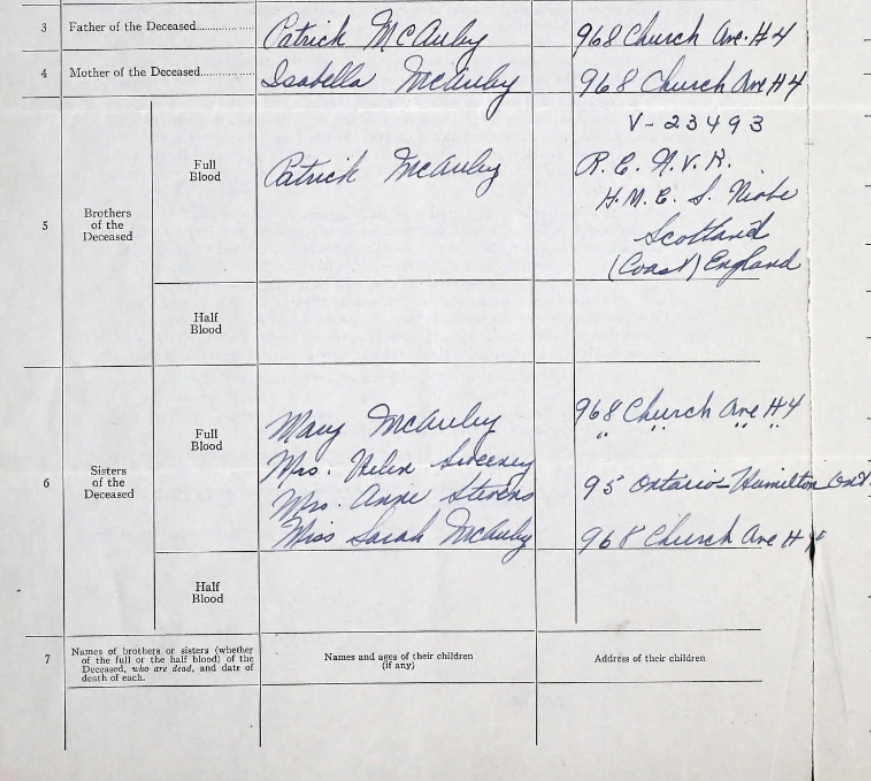 3 Father of the Deceased Patrick McAuley 968 Church Ave. H 4
4 Mother of the Deceased Isabella McAuley 968 Church Ave H 4
V-23493
5 Brothers of the Deceased Full Blood Patrick McAuley R.C.N.V.R.
H.M.C.S. Niobe
Scotland
(Coast) England
Half Blood
6 Sisters of the Deceased Full Blood Mary McAuley 968 Church Ave H 4
Mrs. Helen Sweeney " " " "
Mrs. Anne Stevens 95 Ontario - Hamilton Ont.
Miss Sarah McAuley 968 Church Ave H 4
Half Blood
7 Names of brothers or sisters (whether
of the full or the half blood) of the
Deceased, who are dead, and date of
death of each.
Names and ages of their children
(if any)
Address of their children